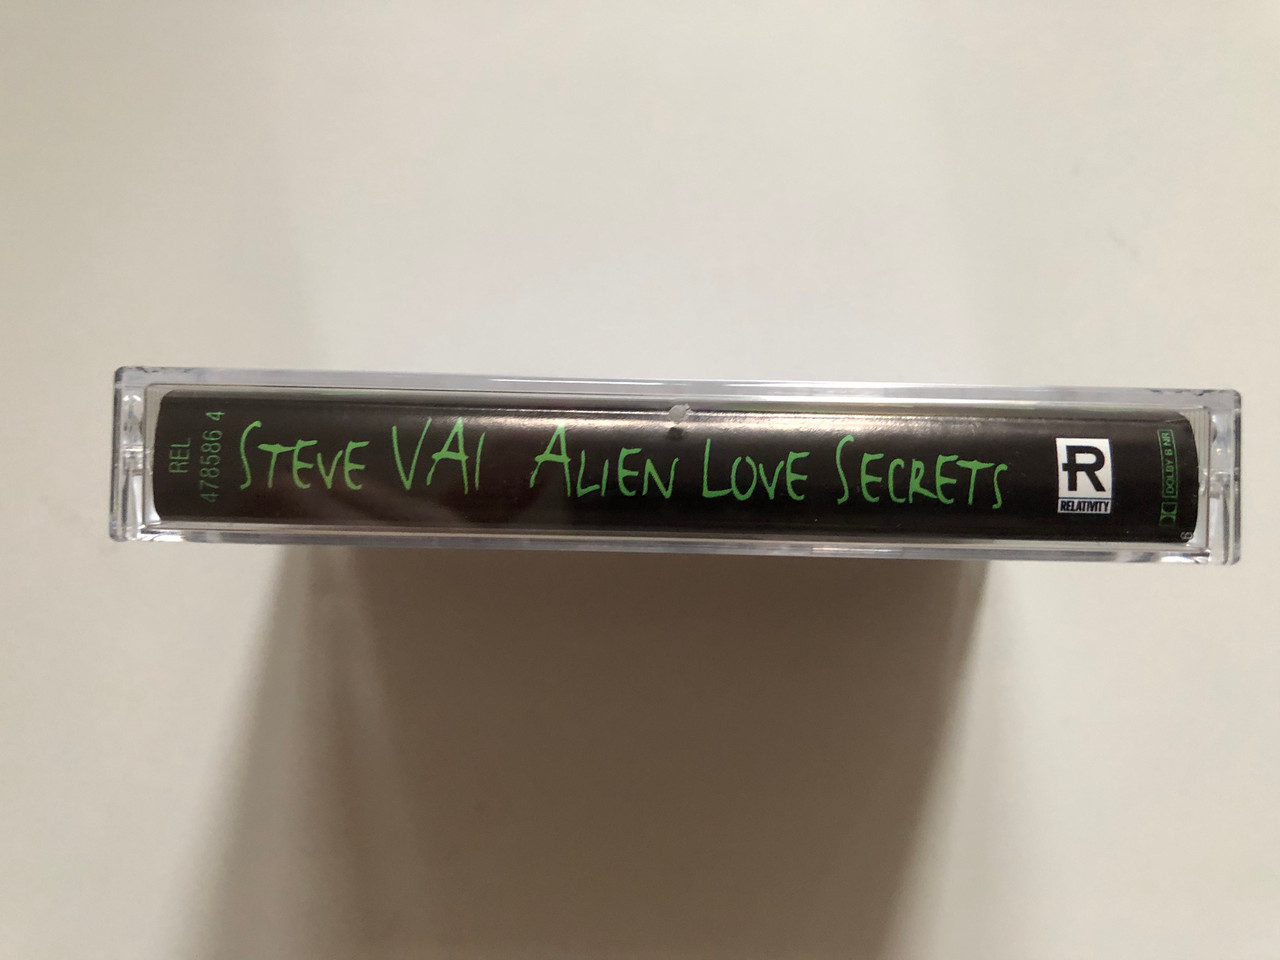 REL
478586 4
STEVE VAI ALIEN LOVE SECRETS
R
RELATIVITY
DOLBY B NR